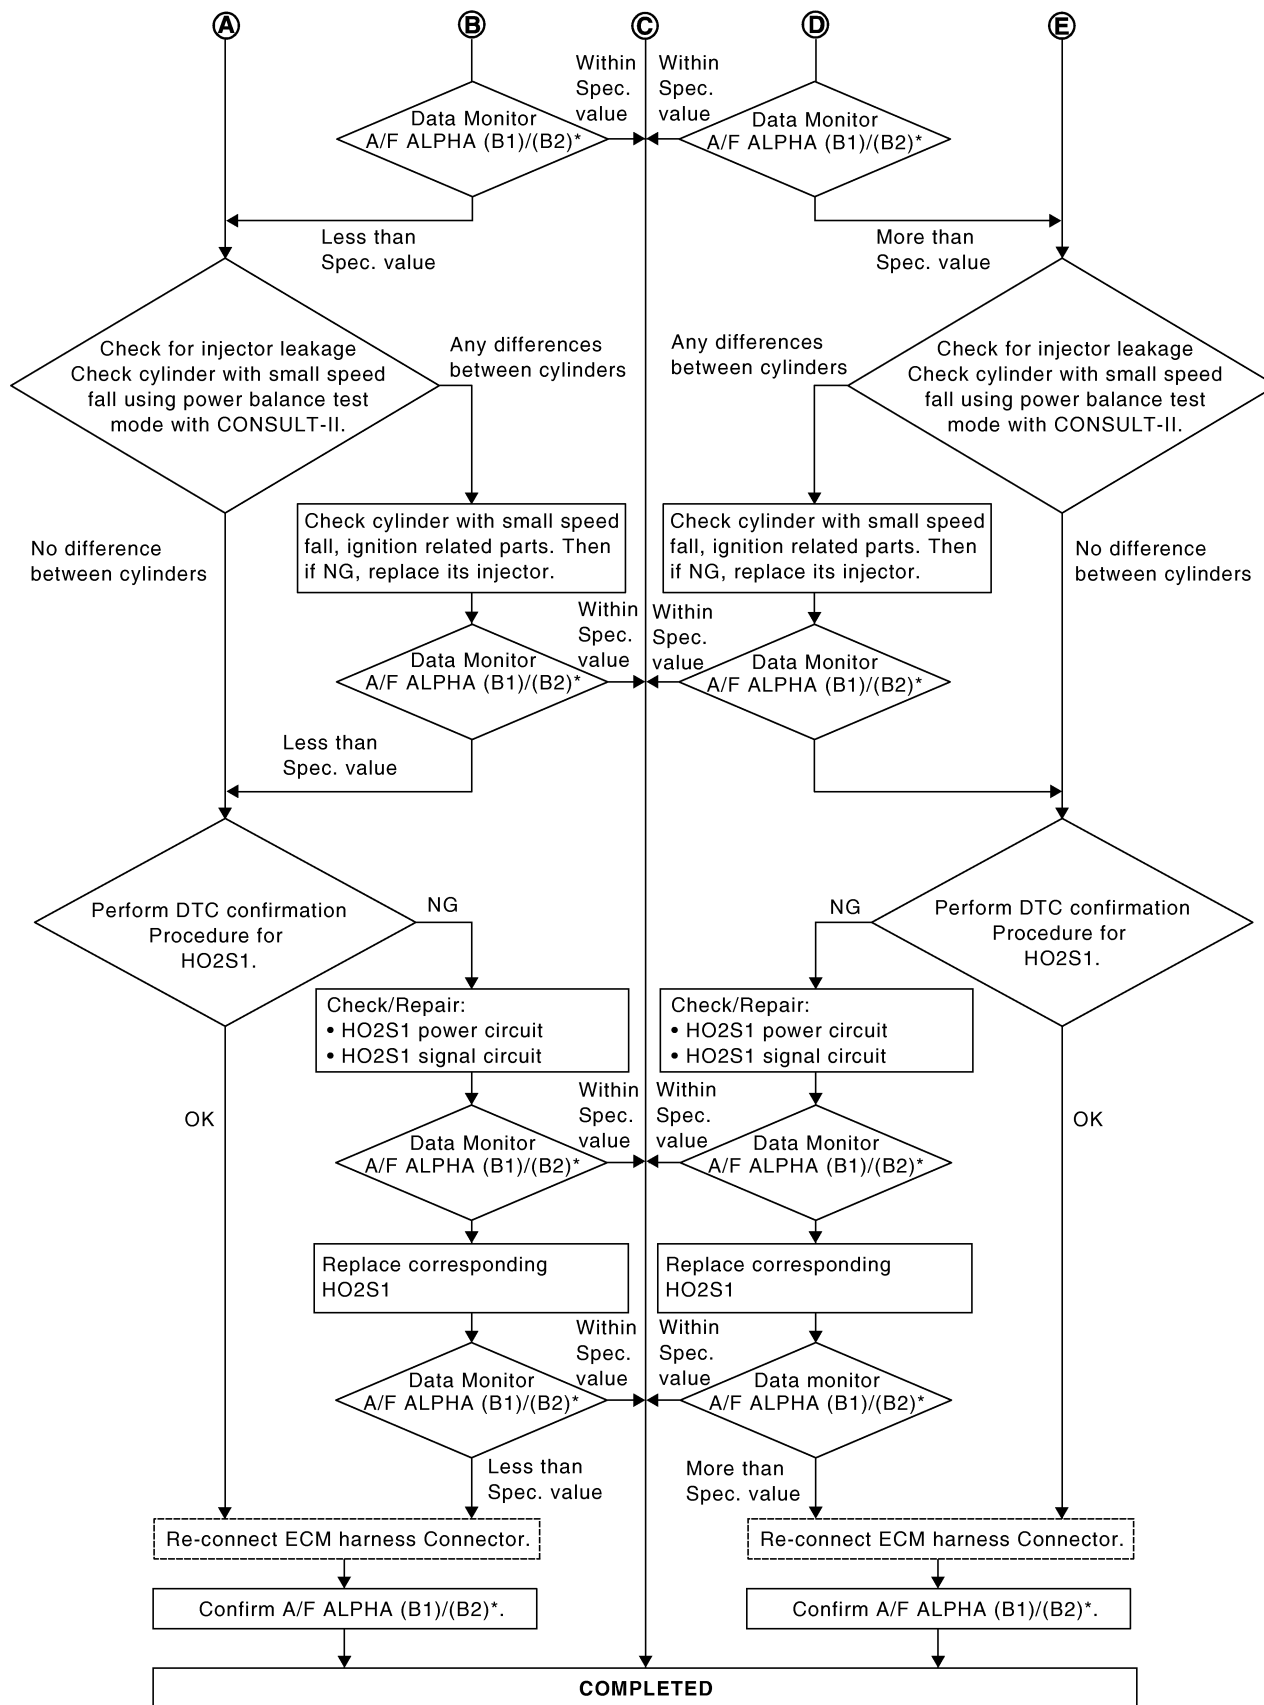 A
B
C
D
E
Within
Spec.
value
Within
Spec.
value
Data Monitor
A/F ALPHA (B1)/(B2)*
Data Monitor
A/F ALPHA (B1)/(B2)*
Less than
Spec. value
More than
Spec. value
Check for injector leakage
Check cylinder with small speed
fall using power balance test
mode with CONSULT-II.
Any differences
between cylinders
Any differences
between cylinders
Check for injector leakage
Check cylinder with small speed
fall using power balance test
mode with CONSULT-II.
No difference
between cylinders
Check cylinder with small speed
fall, ignition related parts. Then
if NG, replace its injector.
Check cylinder with small speed
fall, ignition related parts. Then
if NG, replace its injector.
No difference
between cylinders
Within
Spec.
value
Within
Spec.
value
Data Monitor
A/F ALPHA (B1)/(B2)*
Data Monitor
A/F ALPHA (B1)/(B2)*
Less than
Spec. value
Perform DTC confirmation
Procedure for
HO2S1.
NG
NG
Perform DTC confirmation
Procedure for
HO2S1.
Check/Repair:
• HO2S1 power circuit
• HO2S1 signal circuit
Check/Repair:
• HO2S1 power circuit
• HO2S1 signal circuit
OK
Within
Spec.
value
Within
Spec.
value
OK
Data Monitor
A/F ALPHA (B1)/(B2)*
Data Monitor
A/F ALPHA (B1)/(B2)*
Replace corresponding
HO2S1
Replace corresponding
HO2S1
Within
Spec.
value
Within
Spec.
value
Data Monitor
A/F ALPHA (B1)/(B2)*
Data monitor
A/F ALPHA (B1)/(B2)*
Less than
Spec. value
More than
Spec. value
Re-connect ECM harness Connector.
Re-connect ECM harness Connector.
Confirm A/F ALPHA (B1)/(B2)*.
Confirm A/F ALPHA (B1)/(B2)*.
COMPLETED